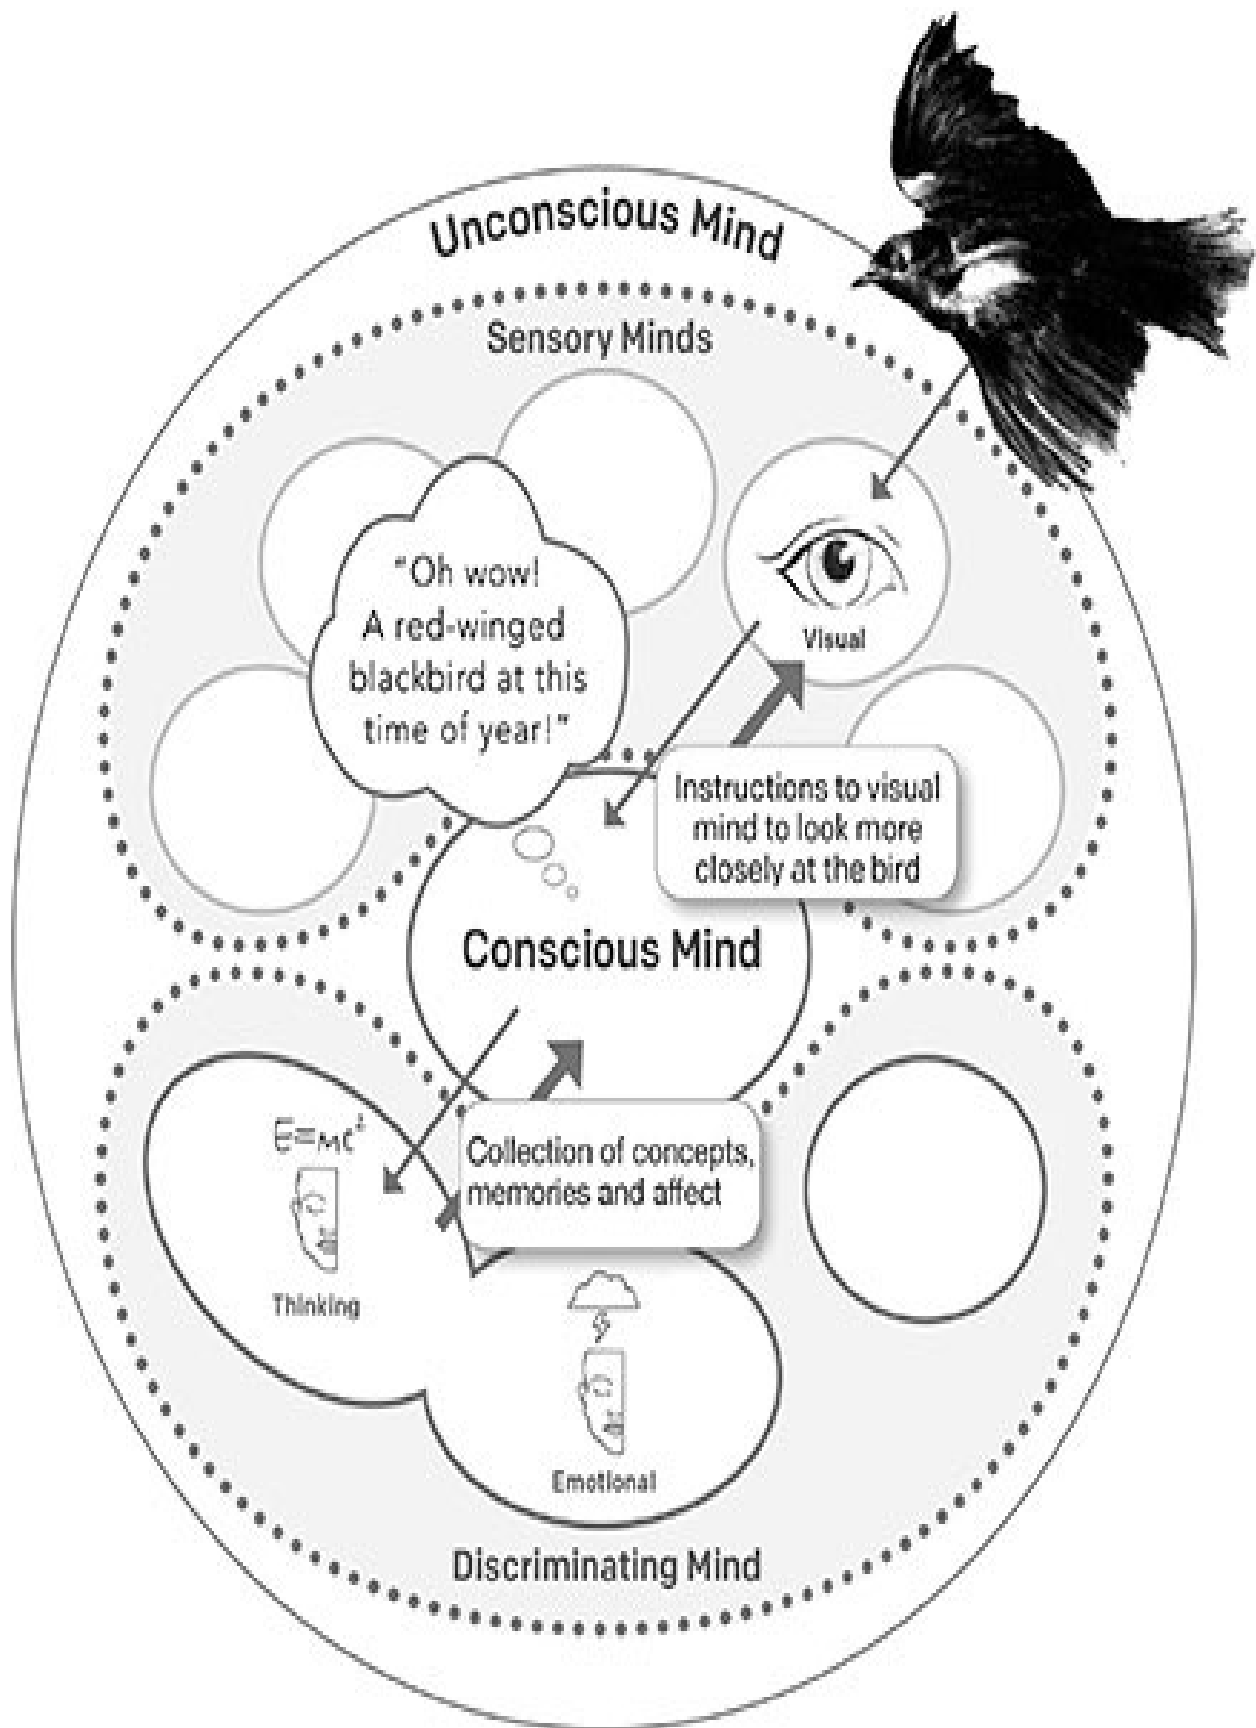 Unconscious Mind
Sensory Minds
"Oh wow!
A red-winged
blackbird at this
time of year!"
Visual
Instructions to visual
mind to look more
closely at the bird
Conscious Mind
Collection of concepts,
memories and affect
E=mc²
Thinking
Emotional
Discriminating Mind